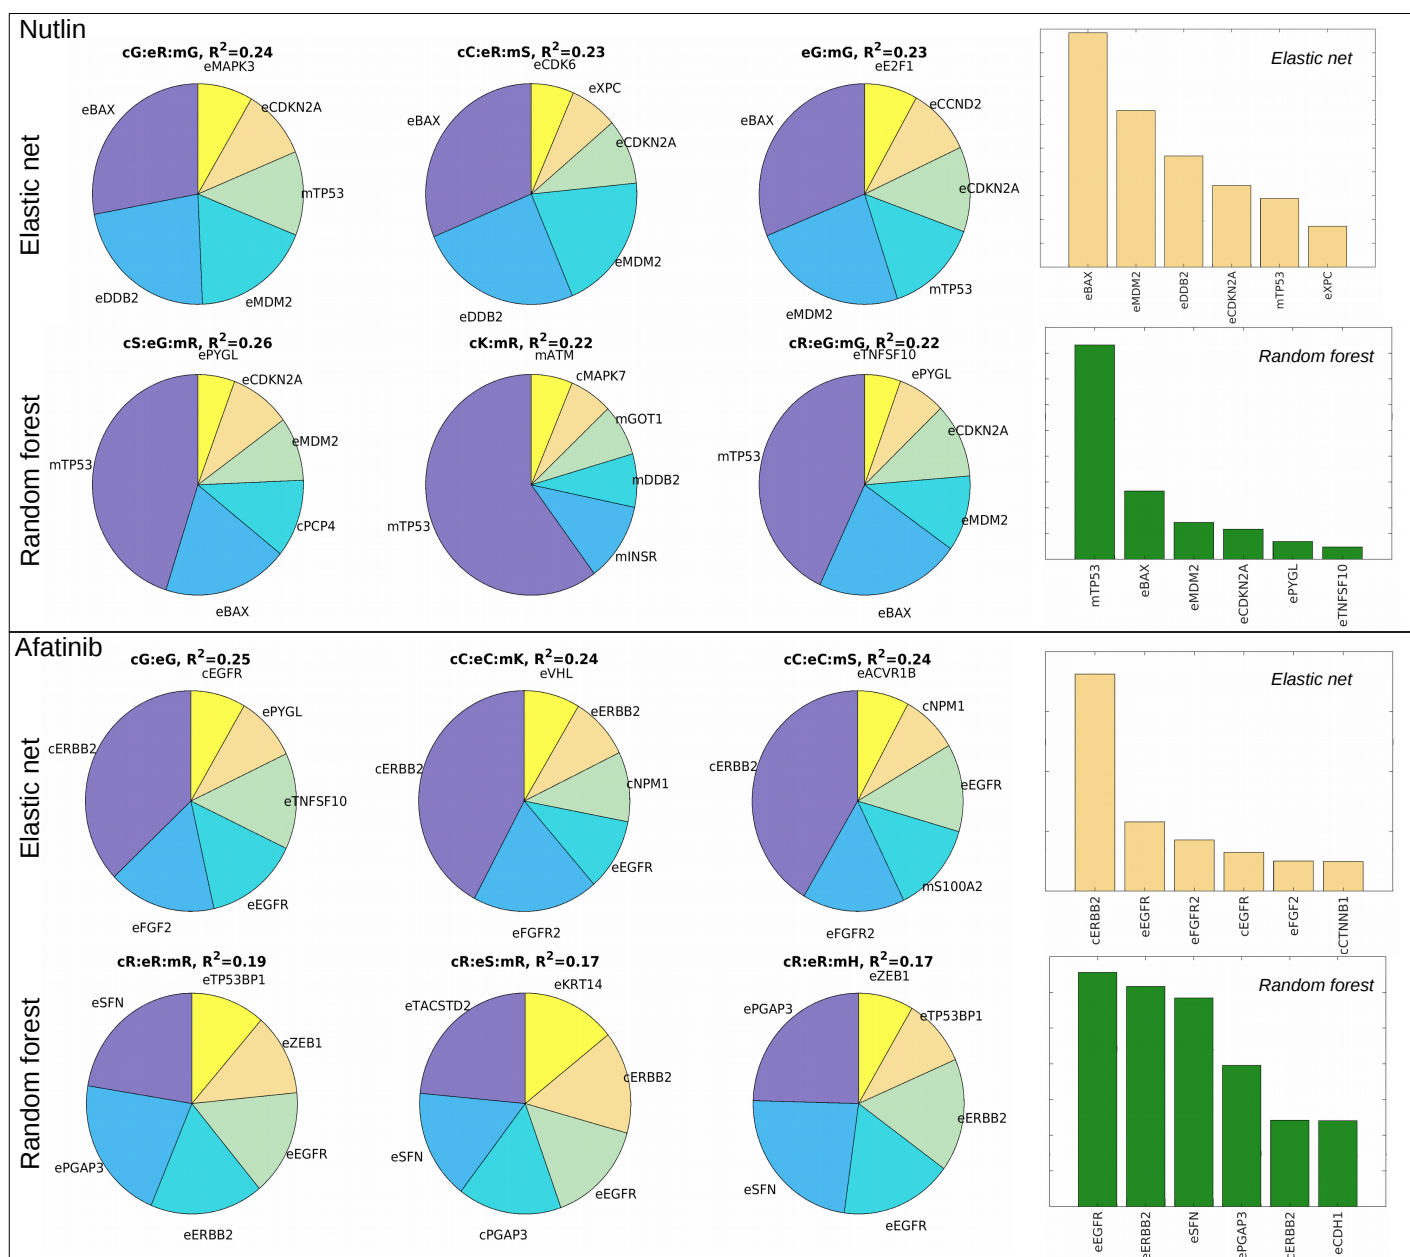 Nutlin
Elastic net
cG:eR:mG, R2=0.24
eMAPK3
eCDKN2A
mTP53
eMDM2
eDDB2
eBAX
cC:eR:mS, R2=0.23
eCDK6
eXPC
eCDKN2A
eMDM2
eDDB2
eBAX
eG:mG, R2=0.23
eE2F1
eCCND2
eCDKN2A
mTP53
eMDM2
eBAX
Elastic net
eBAX
eMDM2
eDDB2
eCDKN2A
mTP53
eXPC
Random forest
cS:eG:mR, R2=0.26
ePYGL
eCDKN2A
eMDM2
cPCP4
eBAX
mTP53
cK:mR, R2=0.22
mATM
cMAPK7
mGOT1
mDDB2
mINSR
mTP53
cR:eG:mG, R2=0.22
eTNFSF10
ePYGL
eCDKN2A
eMDM2
eBAX
mTP53
Random forest
mTP53
eBAX
eMDM2
eCDKN2A
ePYGL
eTNFSF10
Afatinib
Elastic net
cG:eG, R2=0.25
cEGFR
ePYGL
eTNFSF10
eEGFR
eFGF2
cERBB2
cC:eC:mK, R2=0.24
eVHL
eERBB2
cNPM1
eEGFR
eFGFR2
cERBB2
cC:eC:mS, R2=0.24
eACVR1B
cNPM1
eEGFR
mS100A2
eFGFR2
cERBB2
Elastic net
cERBB2
eEGFR
eFGFR2
cEGFR
eFGF2
cCTNNB1
Random forest
cR:eR:mR, R2=0.19
eTP53BP1
eZEB1
eEGFR
eERBB2
ePGAP3
eSFN
cR:eS:mR, R2=0.17
eKRT14
cERBB2
eEGFR
cPGAP3
eSFN
eTACSTD2
cR:eR:mH, R2=0.17
eZEB1
eTP53BP1
eERBB2
eEGFR
eSFN
ePGAP3
Random forest
eEGFR
eERBB2
eSFN
ePGAP3
cERBB2
eCDH1